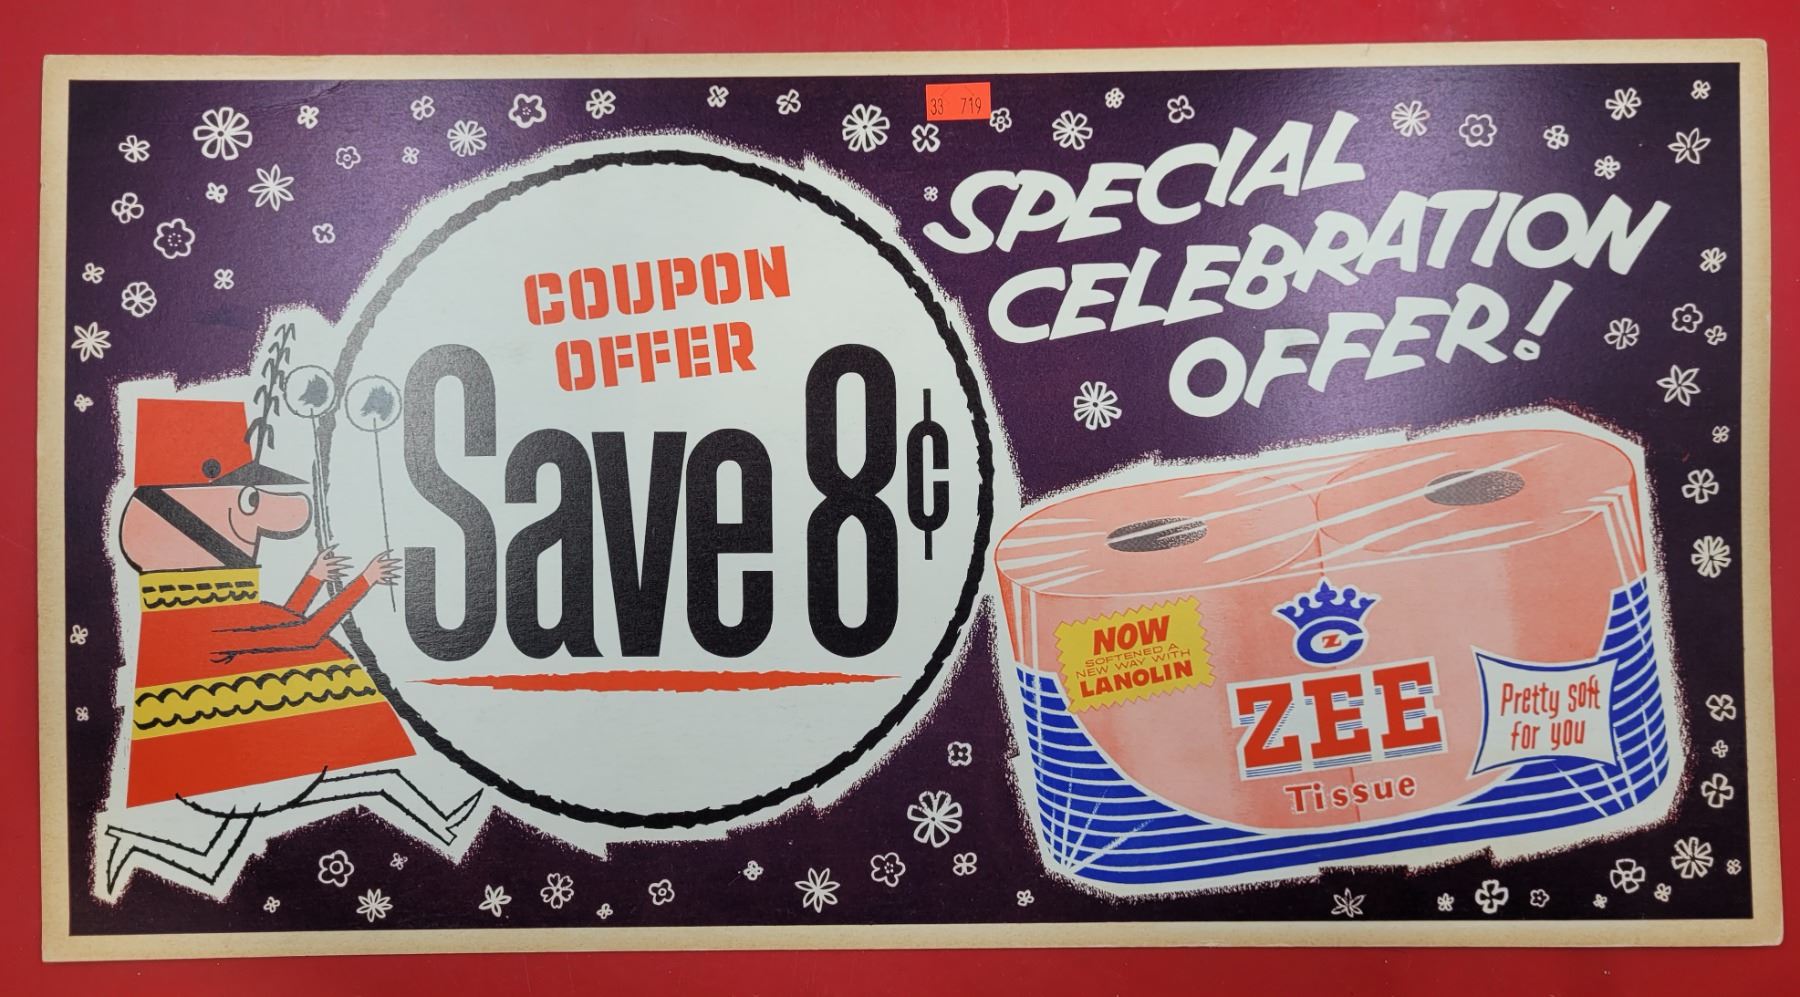 33 719
SPECIAL
CELEBRATION
OFFER!
COUPON
OFFER
Save 8¢
NOW
SOFTENED A
NEW WAY WITH
LANOLIN
Z
ZEE
Tissue
Pretty soft
for you